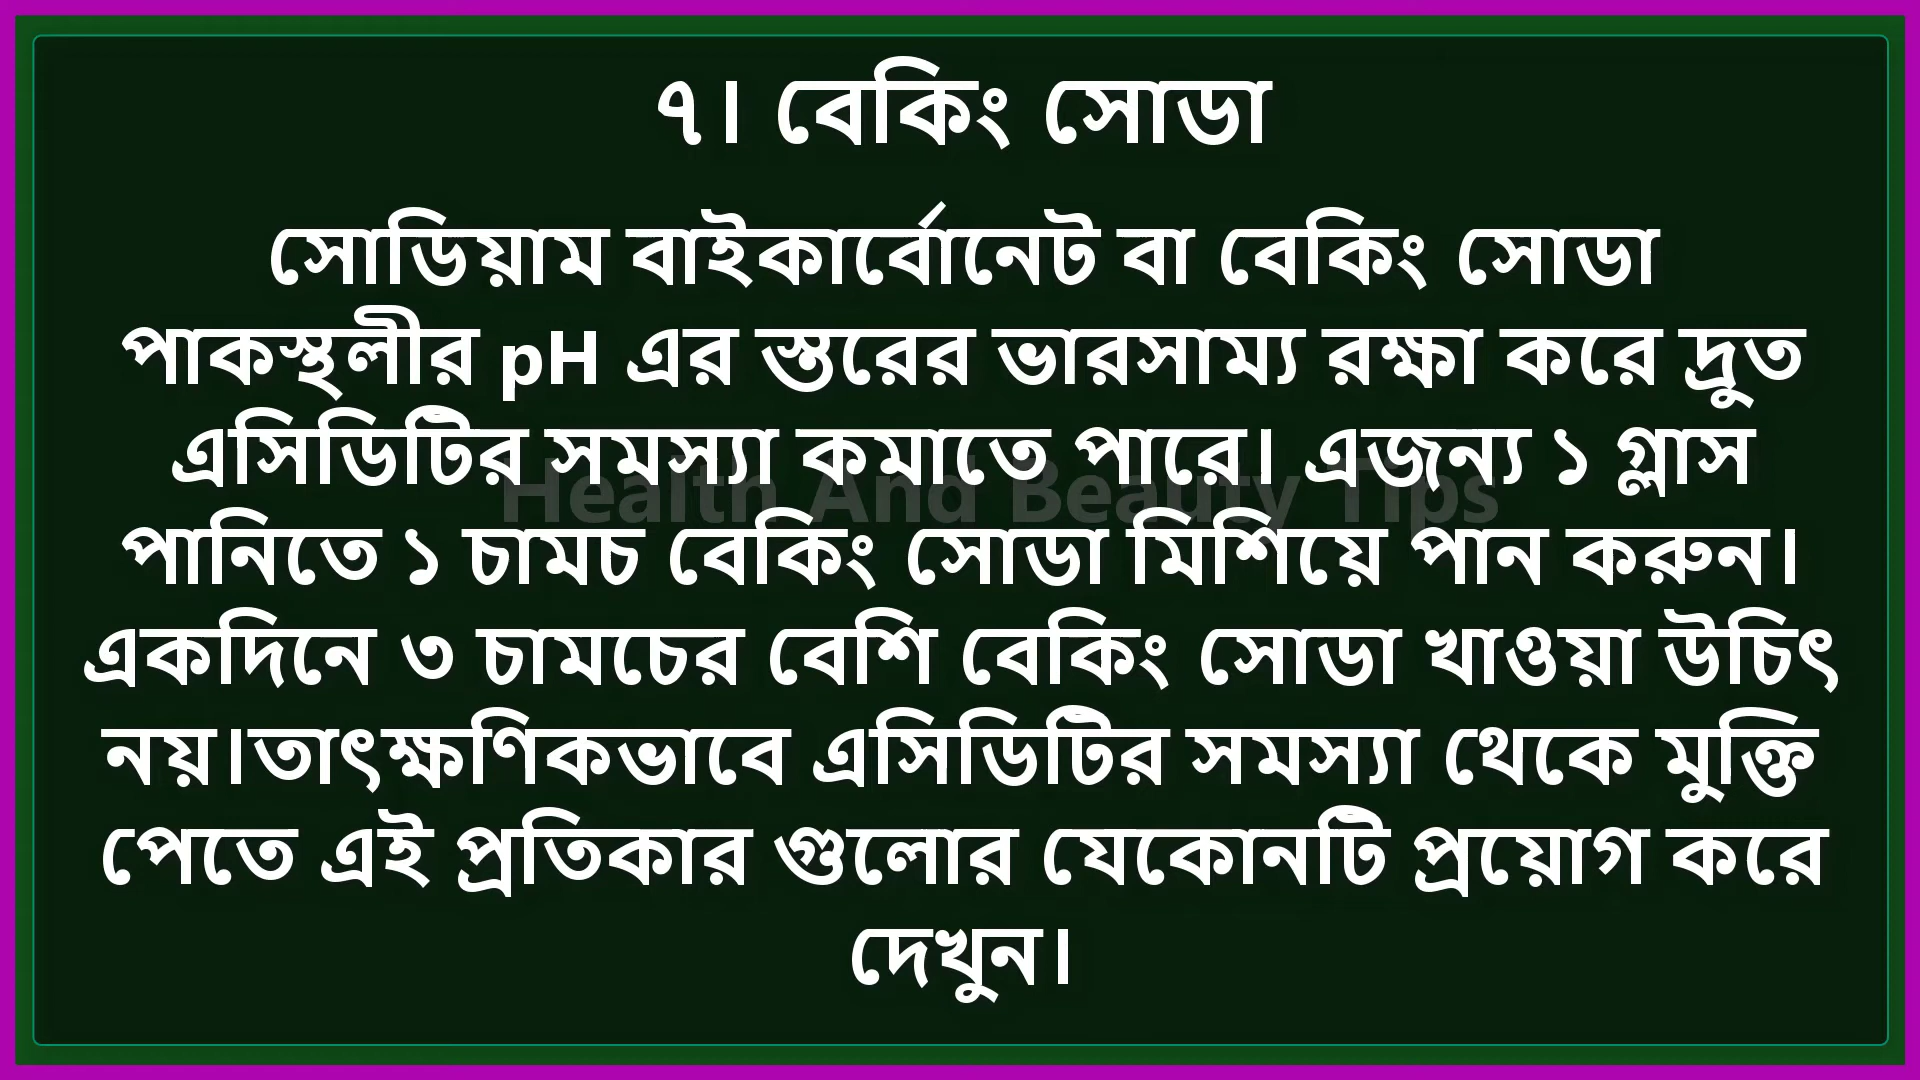 ৭। বেকিং সোডা
সোডিয়াম বাইকার্বোনেট বা বেকিং সোডা
পাকস্থলীর pH এর স্তরের ভারসাম্য রক্ষা করে দ্রুত
এসিডিটির সমস্যা কমাতে পারে। এজন্য ১ গ্লাস
Health And Beauty Tips
পানিতে ১ চামচ বেকিং সোডা মিশিয়ে পান করুন।
একদিনে ৩ চামচের বেশি বেকিং সোডা খাওয়া উচিৎ
নয়।তাৎক্ষণিকভাবে এসিডিটির সমস্যা থেকে মুক্তি
পেতে এই প্রতিকার গুলোর যেকোনটি প্রয়োগ করে
দেখুন।